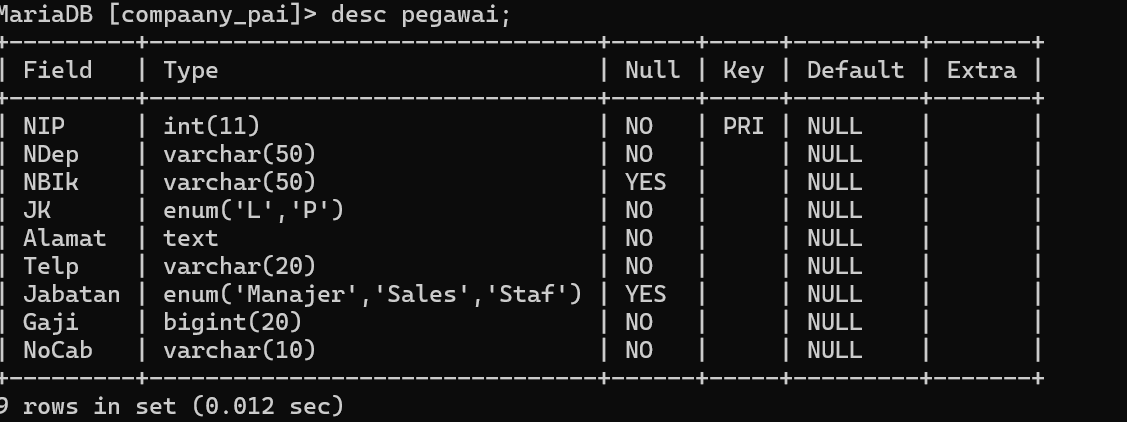 MariaDB [compaany_pai]> desc pegawai;
+---------+--------------------------------+------+-----+---------+-------+
| Field   | Type                           | Null | Key | Default | Extra |
+---------+--------------------------------+------+-----+---------+-------+
| NIP     | int(11)                        | NO   | PRI | NULL    |       |
| NDep    | varchar(50)                    | NO   |     | NULL    |       |
| NBIk    | varchar(50)                    | YES  |     | NULL    |       |
| JK      | enum('L','P')                  | NO   |     | NULL    |       |
| Alamat  | text                           | NO   |     | NULL    |       |
| Telp    | varchar(20)                    | NO   |     | NULL    |       |
| Jabatan | enum('Manajer','Sales','Staf') | YES  |     | NULL    |       |
| Gaji    | bigint(20)                     | NO   |     | NULL    |       |
| NoCab   | varchar(10)                    | NO   |     | NULL    |       |
+---------+--------------------------------+------+-----+---------+-------+
9 rows in set (0.012 sec)